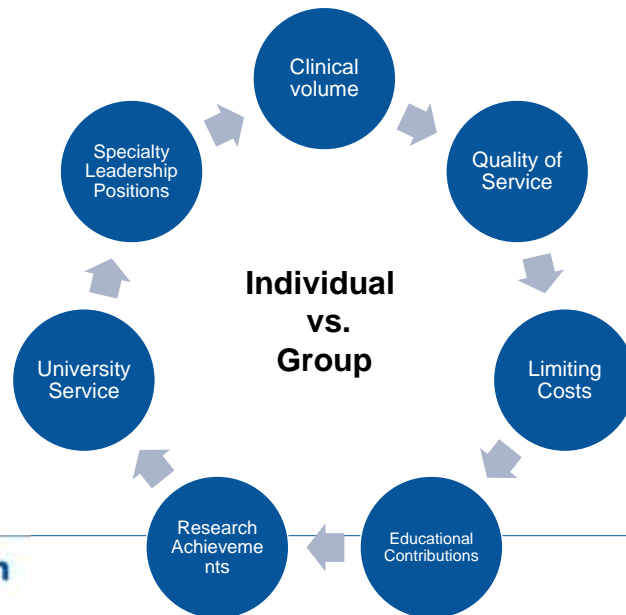 Clinical
volume
Quality of
Service
Limiting
Costs
Educational
Contributions
Research
Achieveme
nts
University
Service
Specialty
Leadership
Positions
Individual
vs.
Group